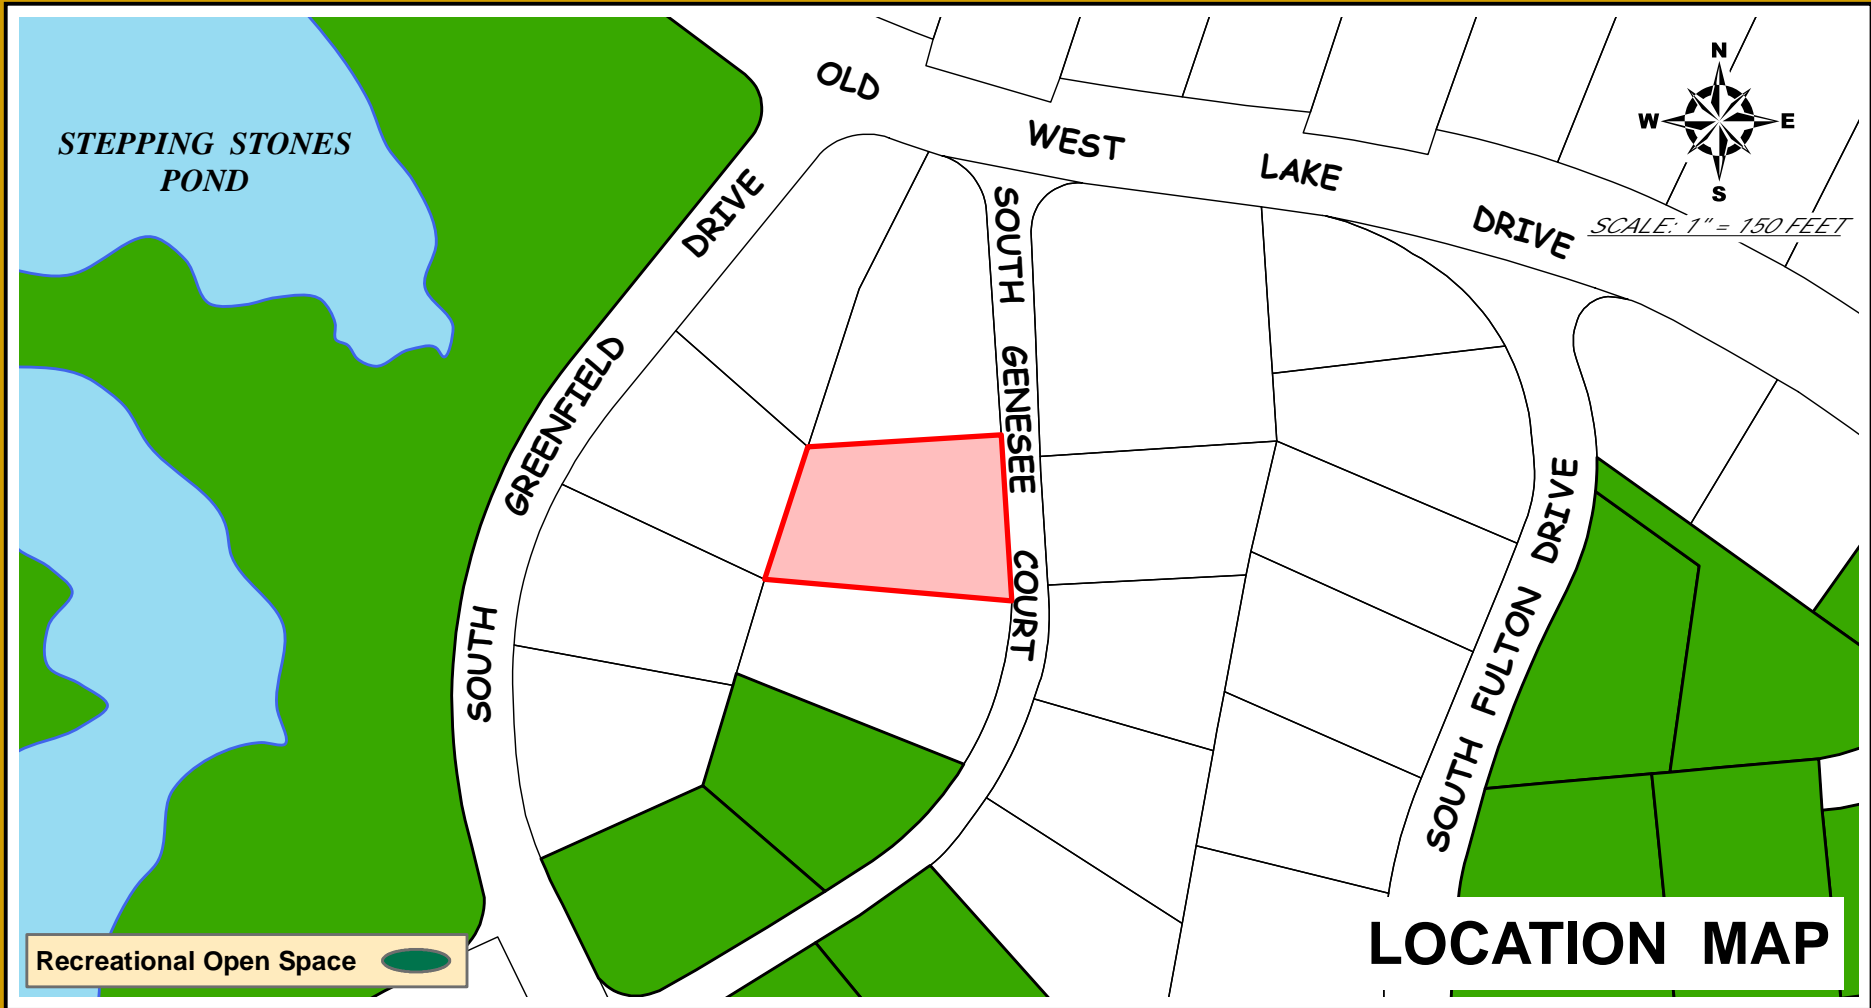 STEPPING STONES
POND
OLD WEST LAKE DRIVE
N
W E
S
SCALE: 1" = 150 FEET
SOUTH GREENFIELD DRIVE
SOUTH GENESEE COURT
SOUTH FULTON DRIVE
Recreational Open Space
LOCATION MAP